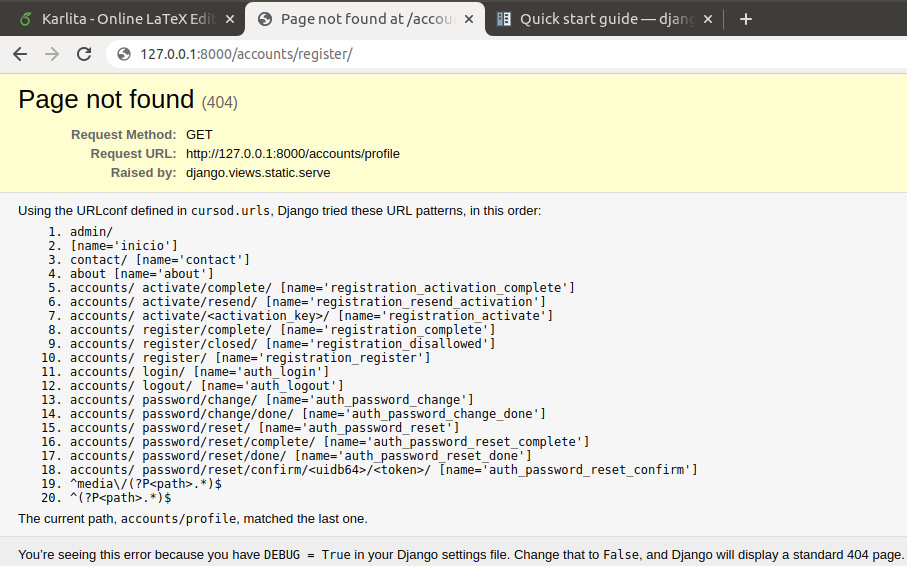 Karlita - Online LaTeX Edit
Page not found at /accou
Quick start guide — djang
127.0.0.1:8000/accounts/register/
Page not found (404)
Request Method: GET
Request URL: http://127.0.0.1:8000/accounts/profile
Raised by: django.views.static.serve
Using the URLconf defined in cursod.urls, Django tried these URL patterns, in this order:
1. admin/
2. [name='inicio']
3. contact/ [name='contact']
4. about [name='about']
5. accounts/ activate/complete/ [name='registration_activation_complete']
6. accounts/ activate/resend/ [name='registration_resend_activation']
7. accounts/ activate/<activation_key>/ [name='registration_activate']
8. accounts/ register/complete/ [name='registration_complete']
9. accounts/ register/closed/ [name='registration_disallowed']
10. accounts/ register/ [name='registration_register']
11. accounts/ login/ [name='auth_login']
12. accounts/ logout/ [name='auth_logout']
13. accounts/ password/change/ [name='auth_password_change']
14. accounts/ password/change/done/ [name='auth_password_change_done']
15. accounts/ password/reset/ [name='auth_password_reset']
16. accounts/ password/reset/complete/ [name='auth_password_reset_complete']
17. accounts/ password/reset/done/ [name='auth_password_reset_done']
18. accounts/ password/reset/confirm/<uidb64>/<token>/ [name='auth_password_reset_confirm']
19. ^media\/(?P<path>.*)$
20. ^(?P<path>.*)$
The current path, accounts/profile, matched the last one.
You're seeing this error because you have DEBUG = True in your Django settings file. Change that to False, and Django will display a standard 404 page.